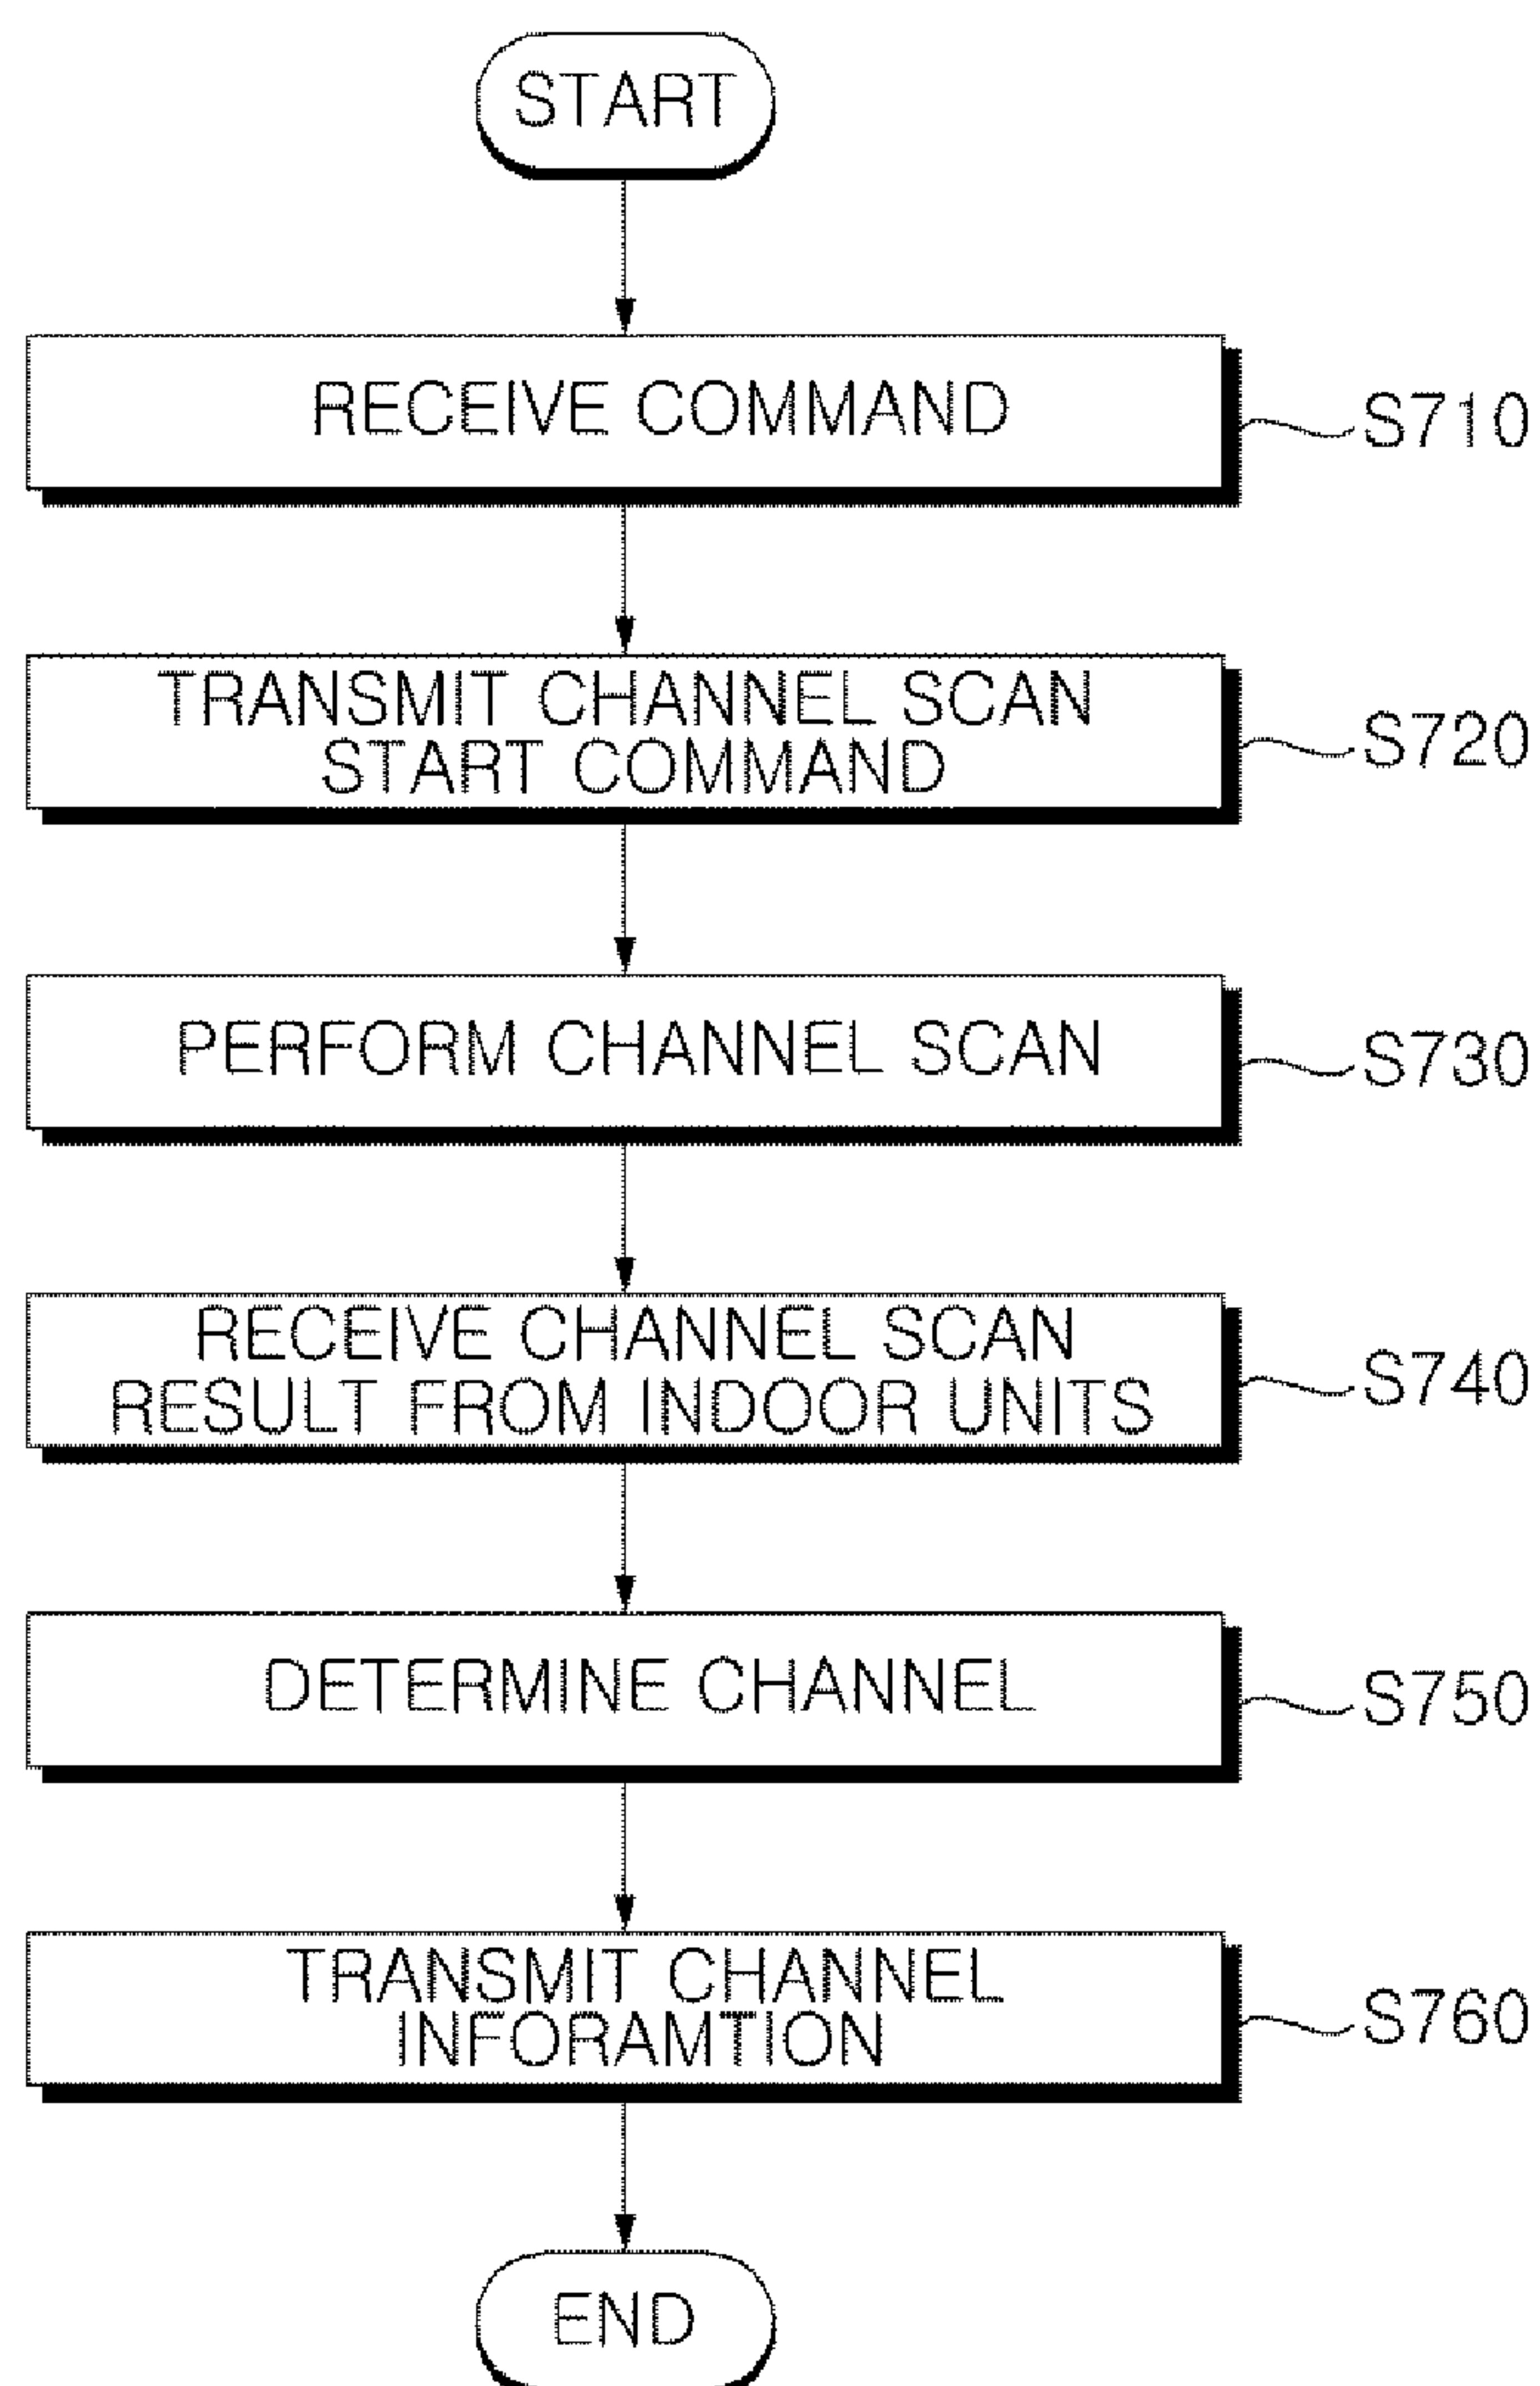 START
RECEIVE COMMAND
S710
TRANSMIT CHANNEL SCAN
START COMMAND
S720
PERFORM CHANNEL SCAN
S730
RECEIVE CHANNEL SCAN
RESULT FROM INDOOR UNITS
S740
DETERMINE CHANNEL
S750
TRANSMIT CHANNEL
INFORAMTION
S760
END